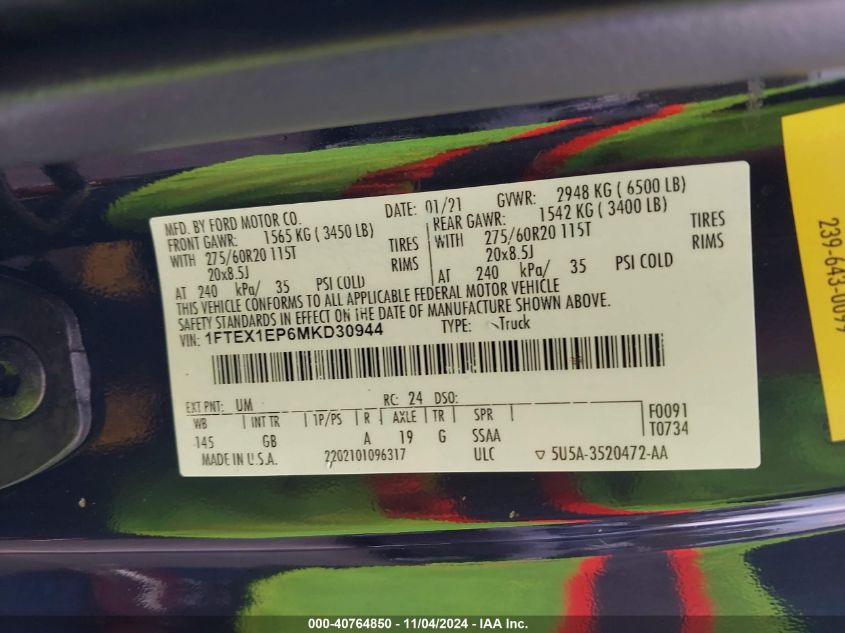 MFD. BY FORD MOTOR CO.
DATE: 01/21 GVWR: 2948 KG ( 6500 LB)
FRONT GAWR: 1565 KG ( 3450 LB)
WITH 275/60R20 115T TIRES
20x8.5J RIMS
AT 240 kPa/ 35 PSI COLD
REAR GAWR: 1542 KG ( 3400 LB)
WITH 275/60R20 115T TIRES
20x8.5J RIMS
AT 240 kPa/ 35 PSI COLD
THIS VEHICLE CONFORMS TO ALL APPLICABLE FEDERAL MOTOR VEHICLE
SAFETY STANDARDS IN EFFECT ON THE DATE OF MANUFACTURE SHOWN ABOVE.
VIN: 1FTEX1EP6MKD30944 TYPE: Truck
EXT PNT: UM RC: 24 DSO:
WB INT TR 1P/PS R AXLE TR SPR
145 GB A 19 G SSAA
F0091
T0734
MADE IN U.S.A. 2202101096317 ULC ▽ 5U5A-3520472-AA
239-643-0099
000-40764850 - 11/04/2024 - IAA Inc.